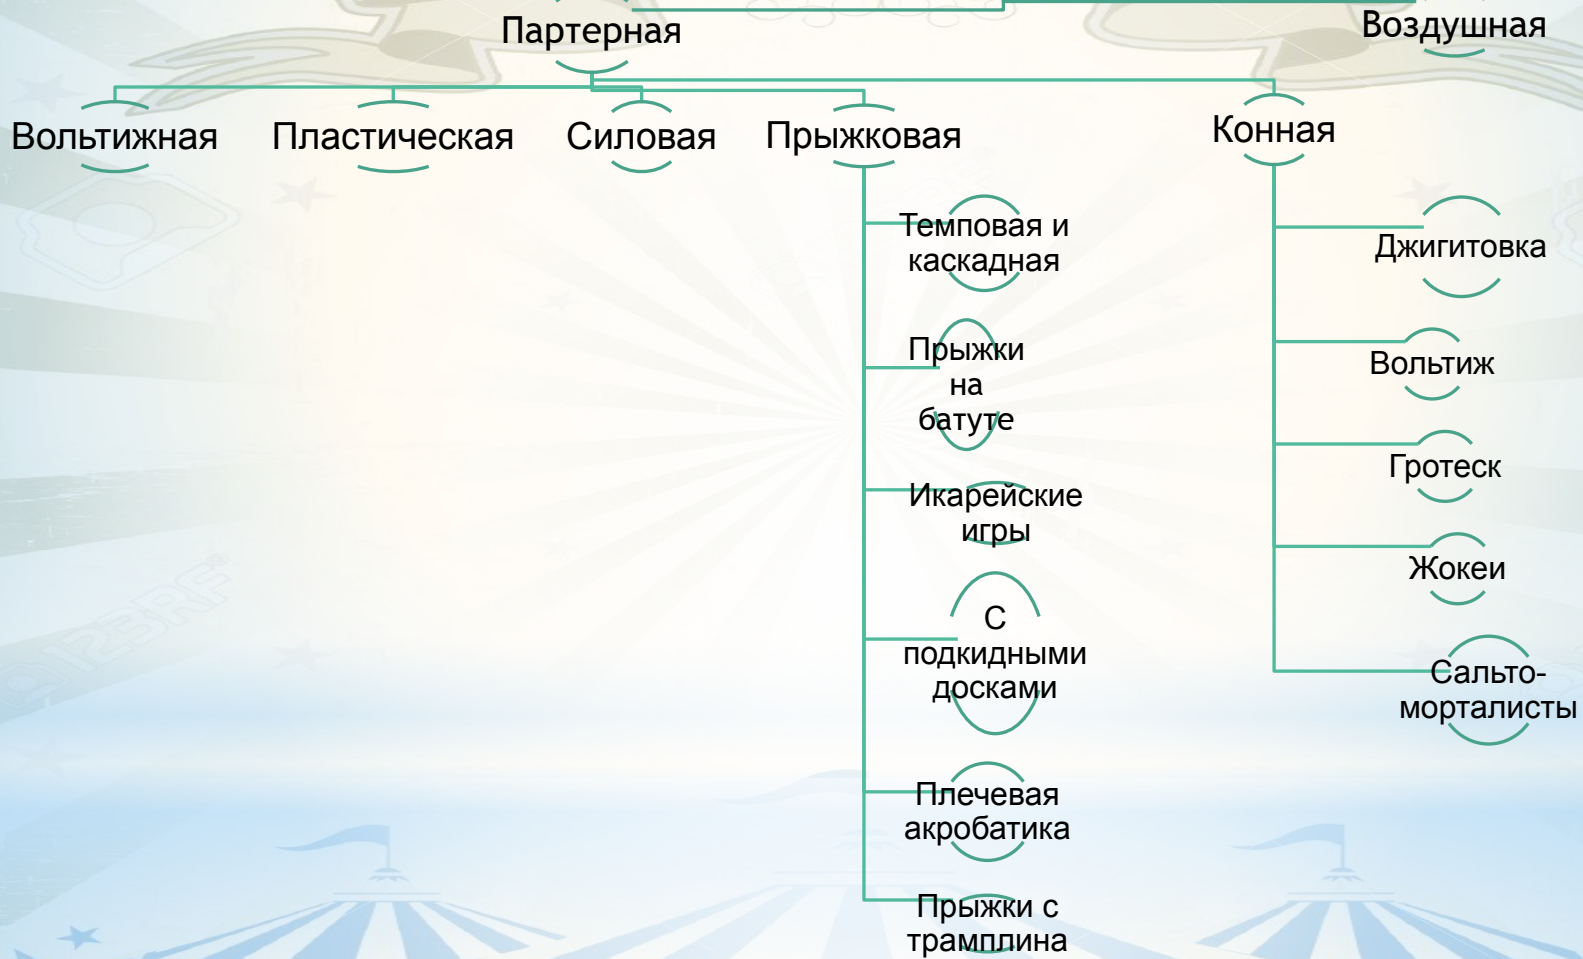 Партерная
Воздушная
Вольтижная
Пластическая
Силовая
Прыжковая
Конная
Темповая и
каскадная
Прыжки
на
батуте
Икарейские
игры
С
подкидными
досками
Плечевая
акробатика
Прыжки с
трамплина
Джигитовка
Вольтиж
Гротеск
Жокеи
Сальто-
морталисты
123RF